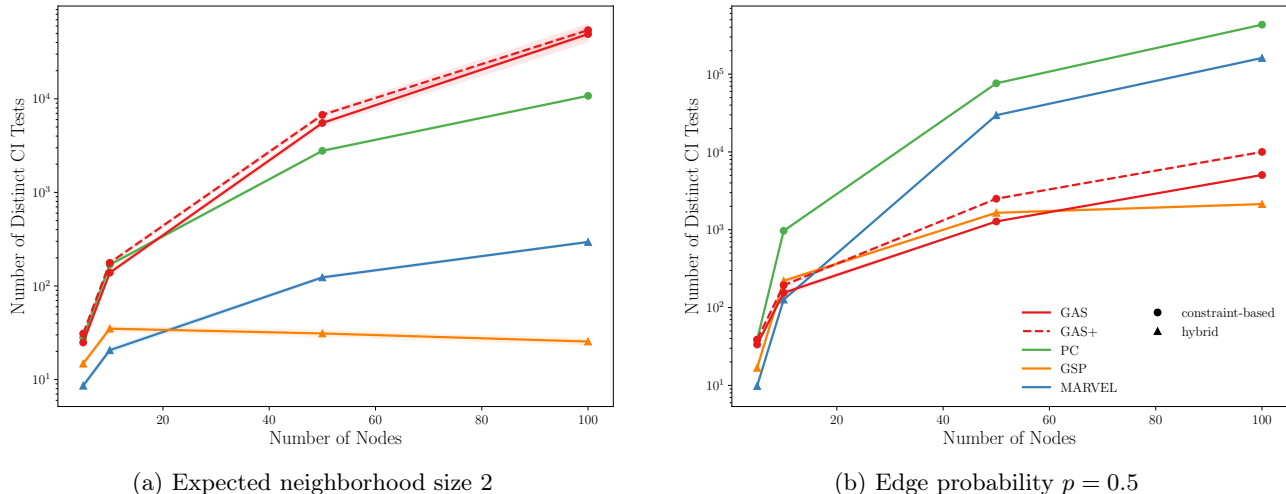 Number of Distinct CI Tests
10^4
10^3
10^2
10^1
20
40
60
80
100
Number of Nodes
(a) Expected neighborhood size 2
Number of Distinct CI Tests
10^5
10^4
10^3
10^2
10^1
20
40
60
80
100
Number of Nodes
GAS
GAS+
PC
GSP
MARVEL
constraint-based
hybrid
(b) Edge probability p = 0.5